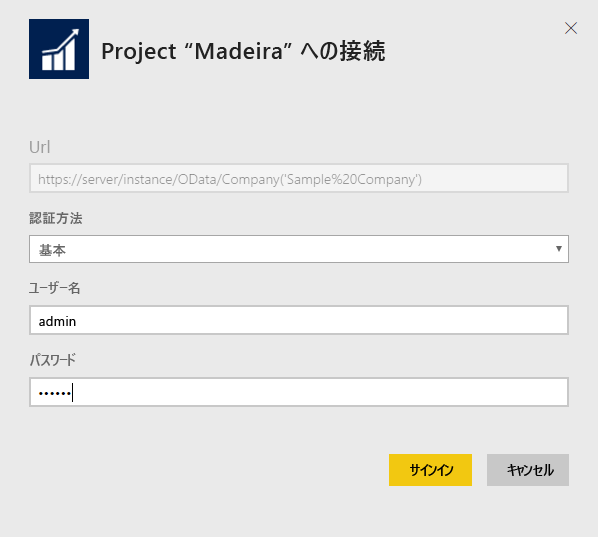 Project “Madeira” への接続
Url
https://server/instance/OData/Company('Sample%20Company')
認証方法
基本
ユーザー名
admin
パスワード
••••••
サインイン キャンセル